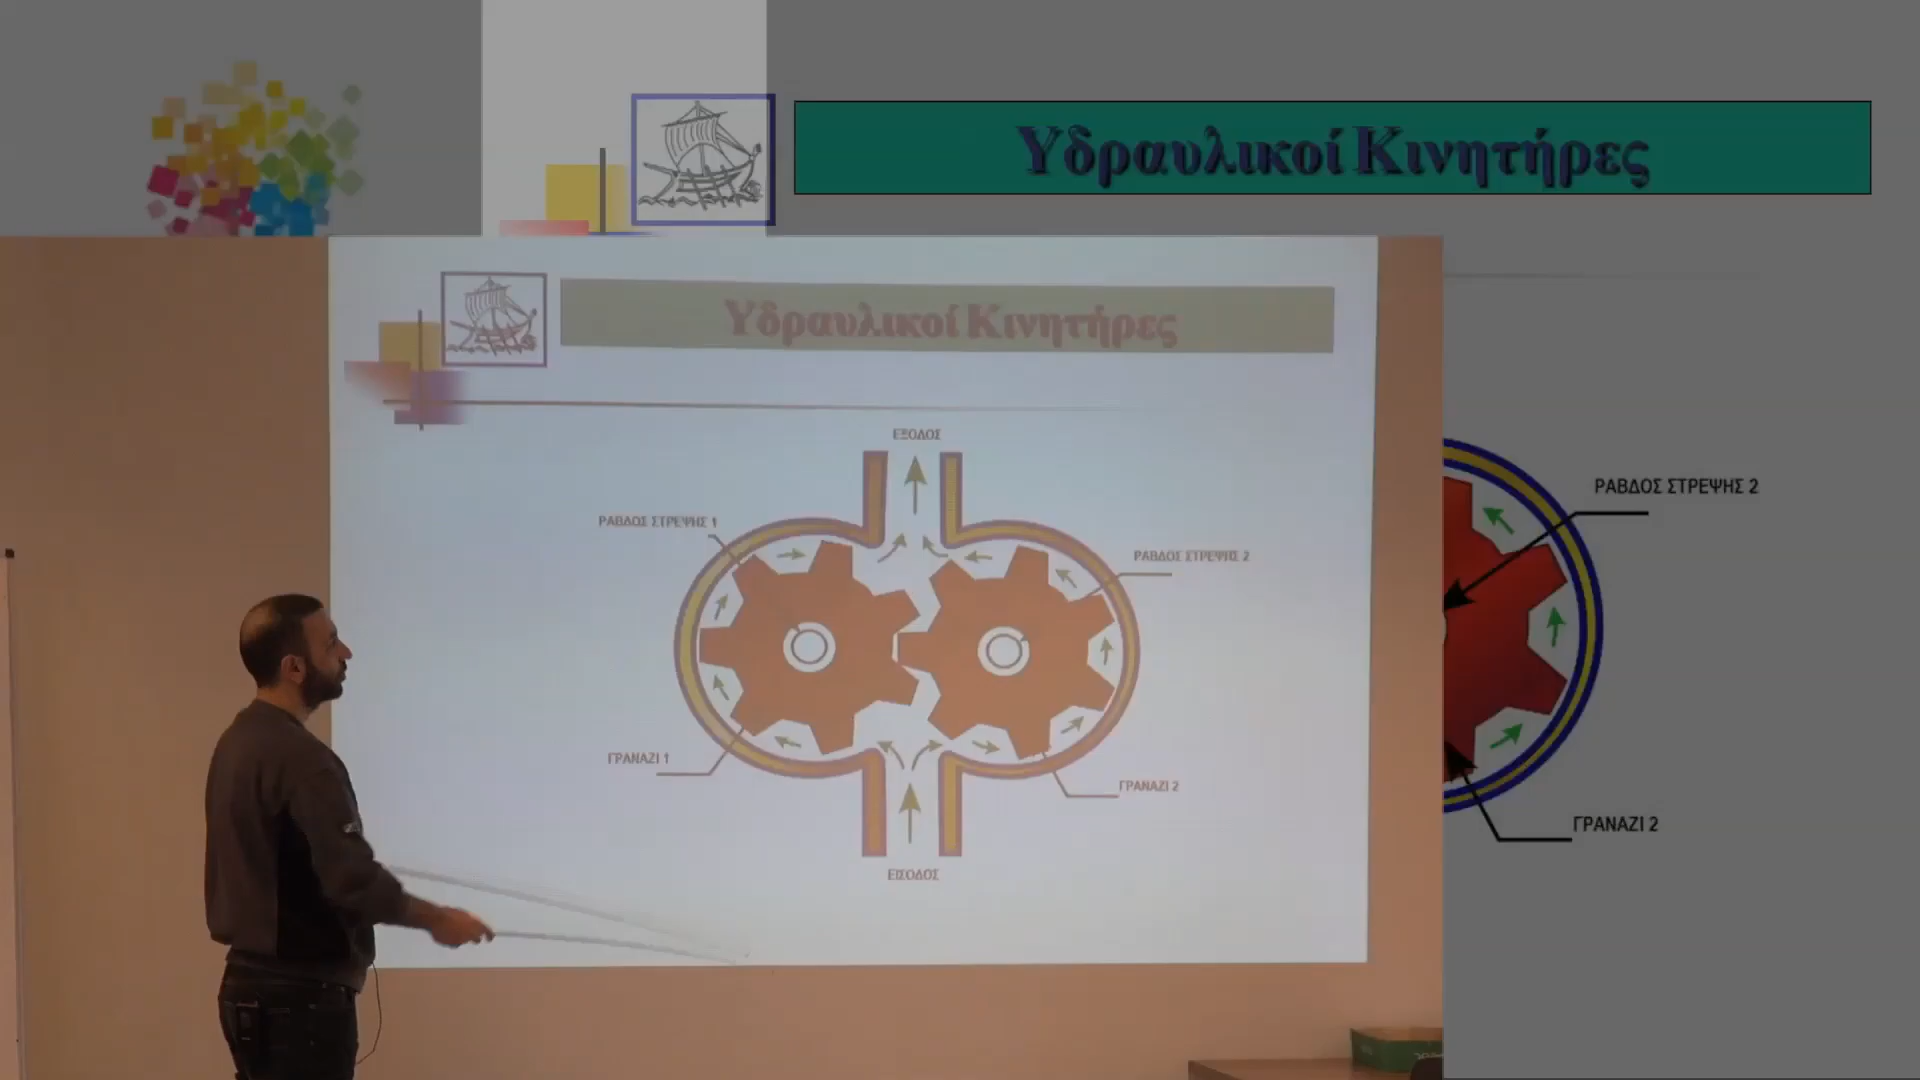 Υδραυλικοί Κινητήρες
Υδραυλικοί Κινητήρες
ΕΞΟΔΟΣ
ΡΑΒΔΟΣ ΣΤΡΕΨΗΣ 1
ΡΑΒΔΟΣ ΣΤΡΕΨΗΣ 2
ΡΑΒΔΟΣ ΣΤΡΕΨΗΣ 2
ΓΡΑΝΑΖΙ 1
ΓΡΑΝΑΖΙ 2
ΓΡΑΝΑΖΙ 2
ΕΙΣΟΔΟΣ